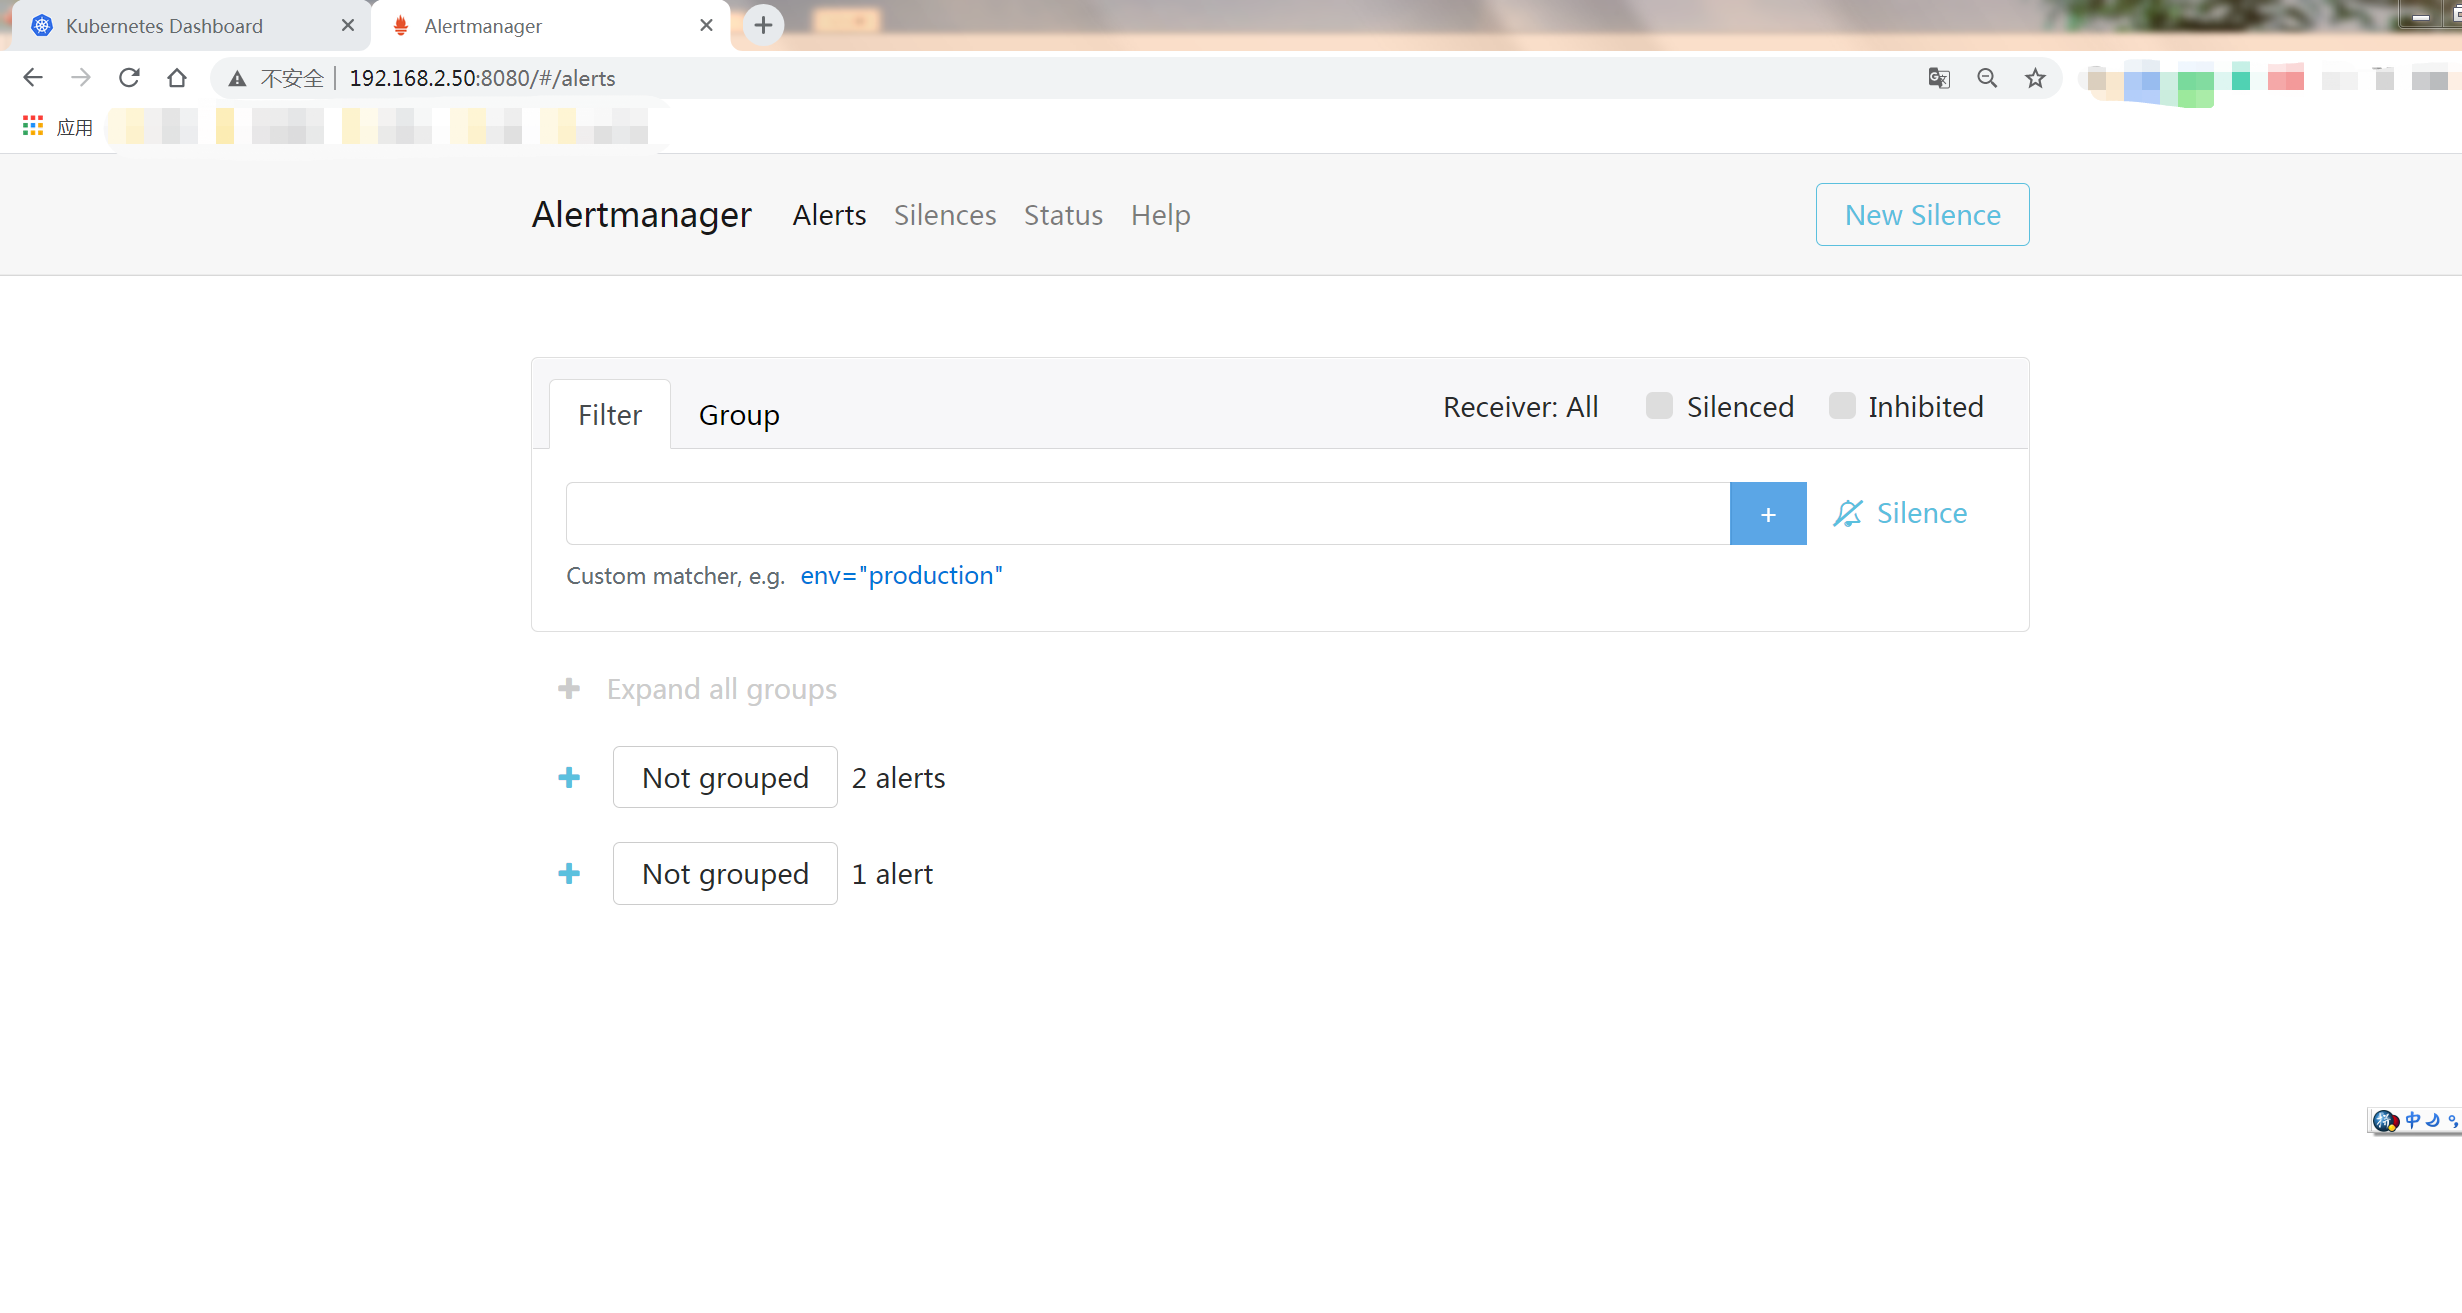 Kubernetes Dashboard
Alertmanager
不安全 192.168.2.50:8080/#/alerts
应用
Alertmanager Alerts Silences Status Help New Silence
Filter Group Receiver: All Silenced Inhibited
+ Silence
Custom matcher, e.g. env="production"
+ Expand all groups
+ Not grouped 2 alerts
+ Not grouped 1 alert
中